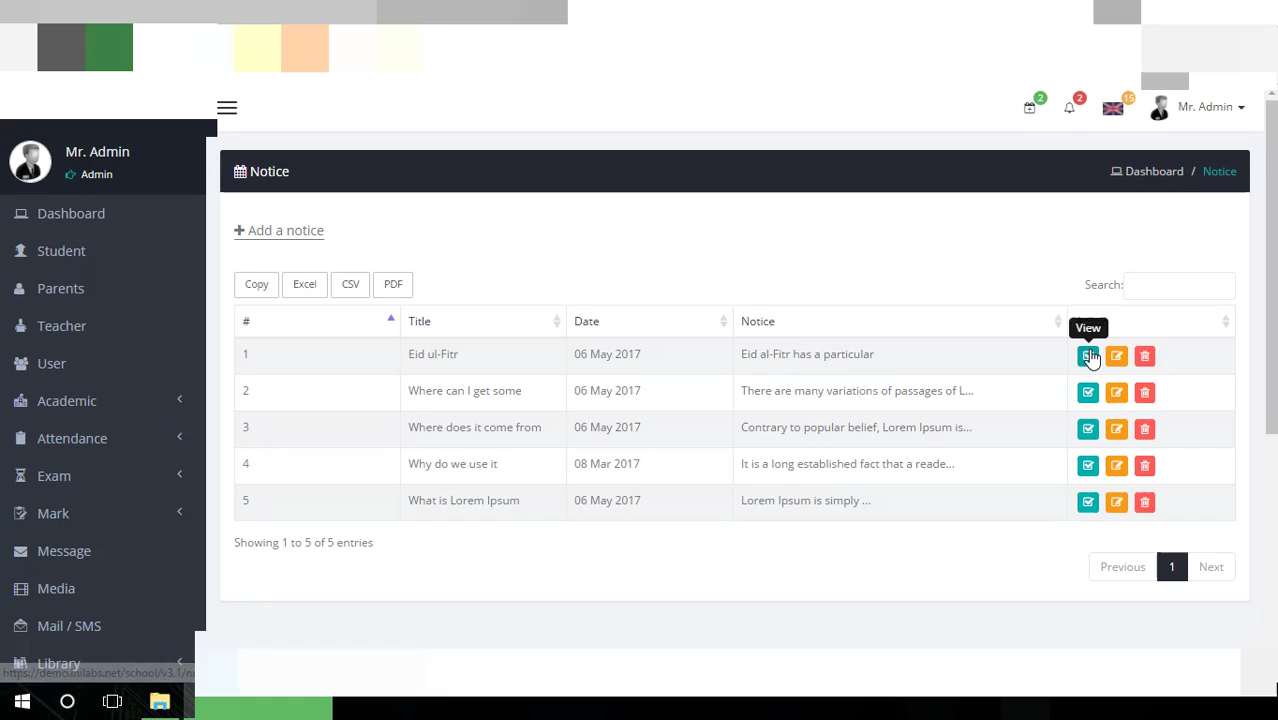 2
2
15
Mr. Admin
Mr. Admin
Admin
Dashboard
Student
Parents
Teacher
User
Academic
Attendance
Exam
Mark
Message
Media
Mail / SMS
Library
Notice
Dashboard / Notice
Add a notice
Copy Excel CSV PDF
Search:
# Title Date Notice
View
1 Eid ul-Fitr 06 May 2017 Eid al-Fitr has a particular
2 Where can I get some 06 May 2017 There are many variations of passages of L...
3 Where does it come from 06 May 2017 Contrary to popular belief, Lorem Ipsum is...
4 Why do we use it 08 Mar 2017 It is a long established fact that a reade...
5 What is Lorem Ipsum 06 May 2017 Lorem Ipsum is simply ...
Showing 1 to 5 of 5 entries
Previous 1 Next